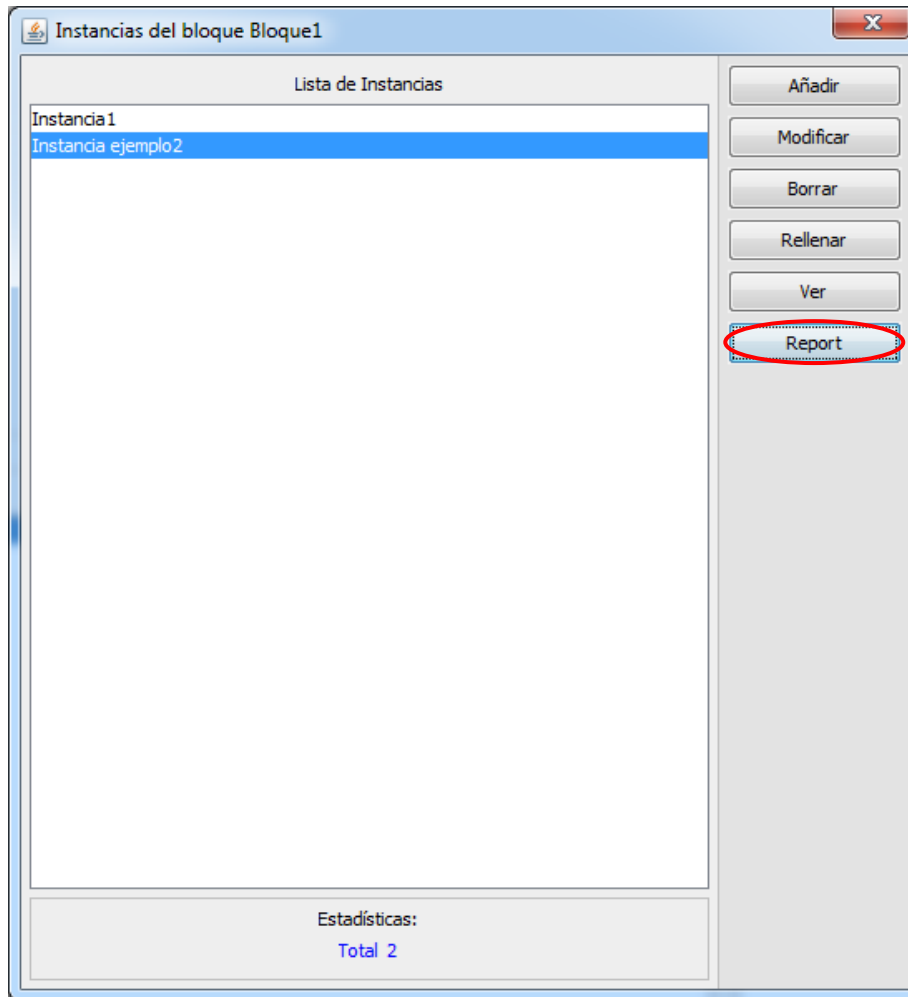 Instancias del bloque Bloque1
Lista de Instancias
Instancia1
Instancia ejemplo2
Añadir
Modificar
Borrar
Rellenar
Ver
Report
Estadísticas:
Total 2